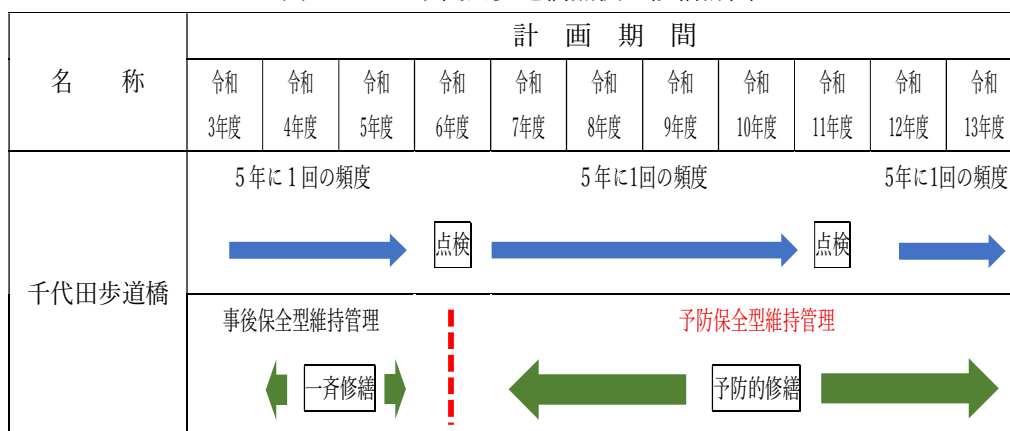 計 画 期 間
名 称
令和 令和 令和 令和 令和 令和 令和 令和 令和 令和 令和
3年度 4年度 5年度 6年度 7年度 8年度 9年度 10年度 11年度 12年度 13年度
5年に1回の頻度 5年に1回の頻度 5年に1回の頻度
点検 点検
千代田歩道橋
事後保全型維持管理 予防保全型維持管理
一斉修繕 予防的修繕